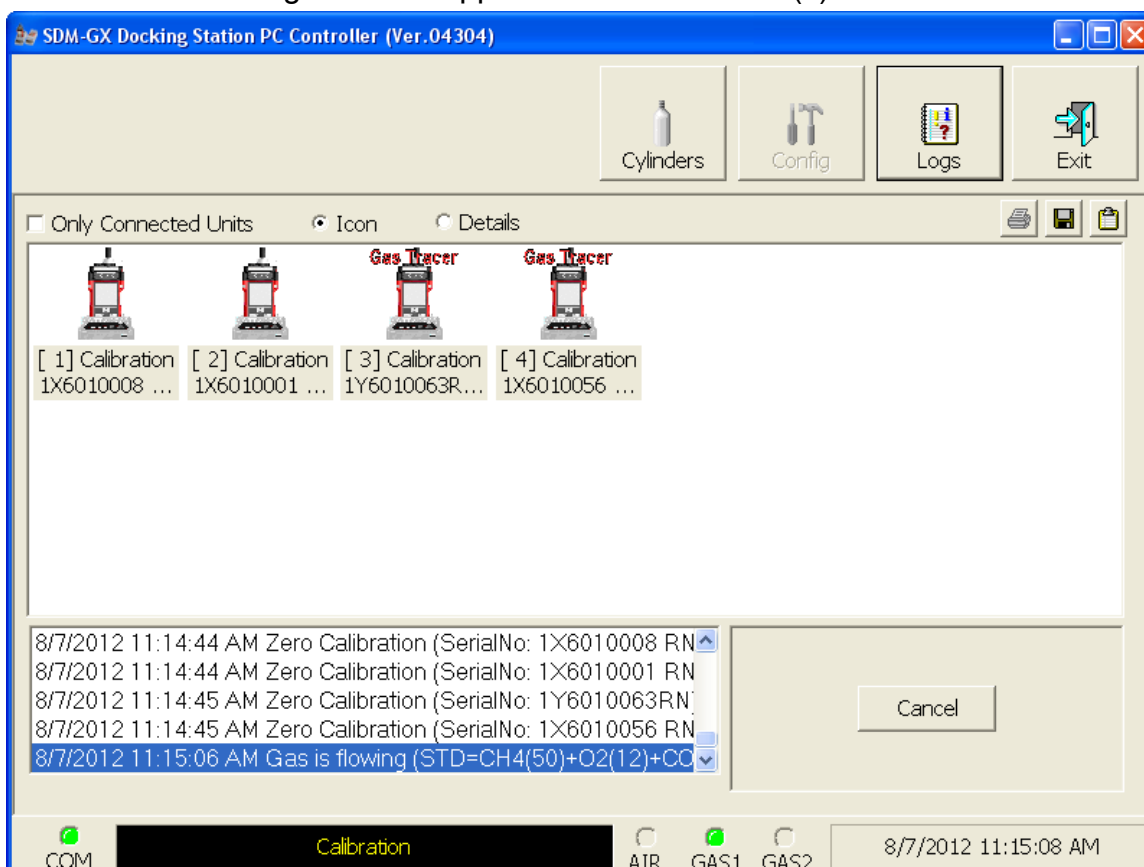 SDM-GX Docking Station PC Controller (Ver.04304)
Cylinders Config Logs Exit
Only Connected Units Icon Details
Gas Tracer Gas Tracer
[ 1] Calibration [ 2] Calibration [ 3] Calibration [ 4] Calibration
1X6010008 ... 1X6010001 ... 1Y6010063R... 1X6010056 ...
8/7/2012 11:14:44 AM Zero Calibration (SerialNo: 1X6010008 RN
8/7/2012 11:14:44 AM Zero Calibration (SerialNo: 1X6010001 RN
8/7/2012 11:14:45 AM Zero Calibration (SerialNo: 1Y6010063RN
8/7/2012 11:14:45 AM Zero Calibration (SerialNo: 1X6010056 RN
8/7/2012 11:15:06 AM Gas is flowing (STD=CH4(50)+O2(12)+CO
Cancel
COM Calibration AIR GAS1 GAS2 8/7/2012 11:15:08 AM